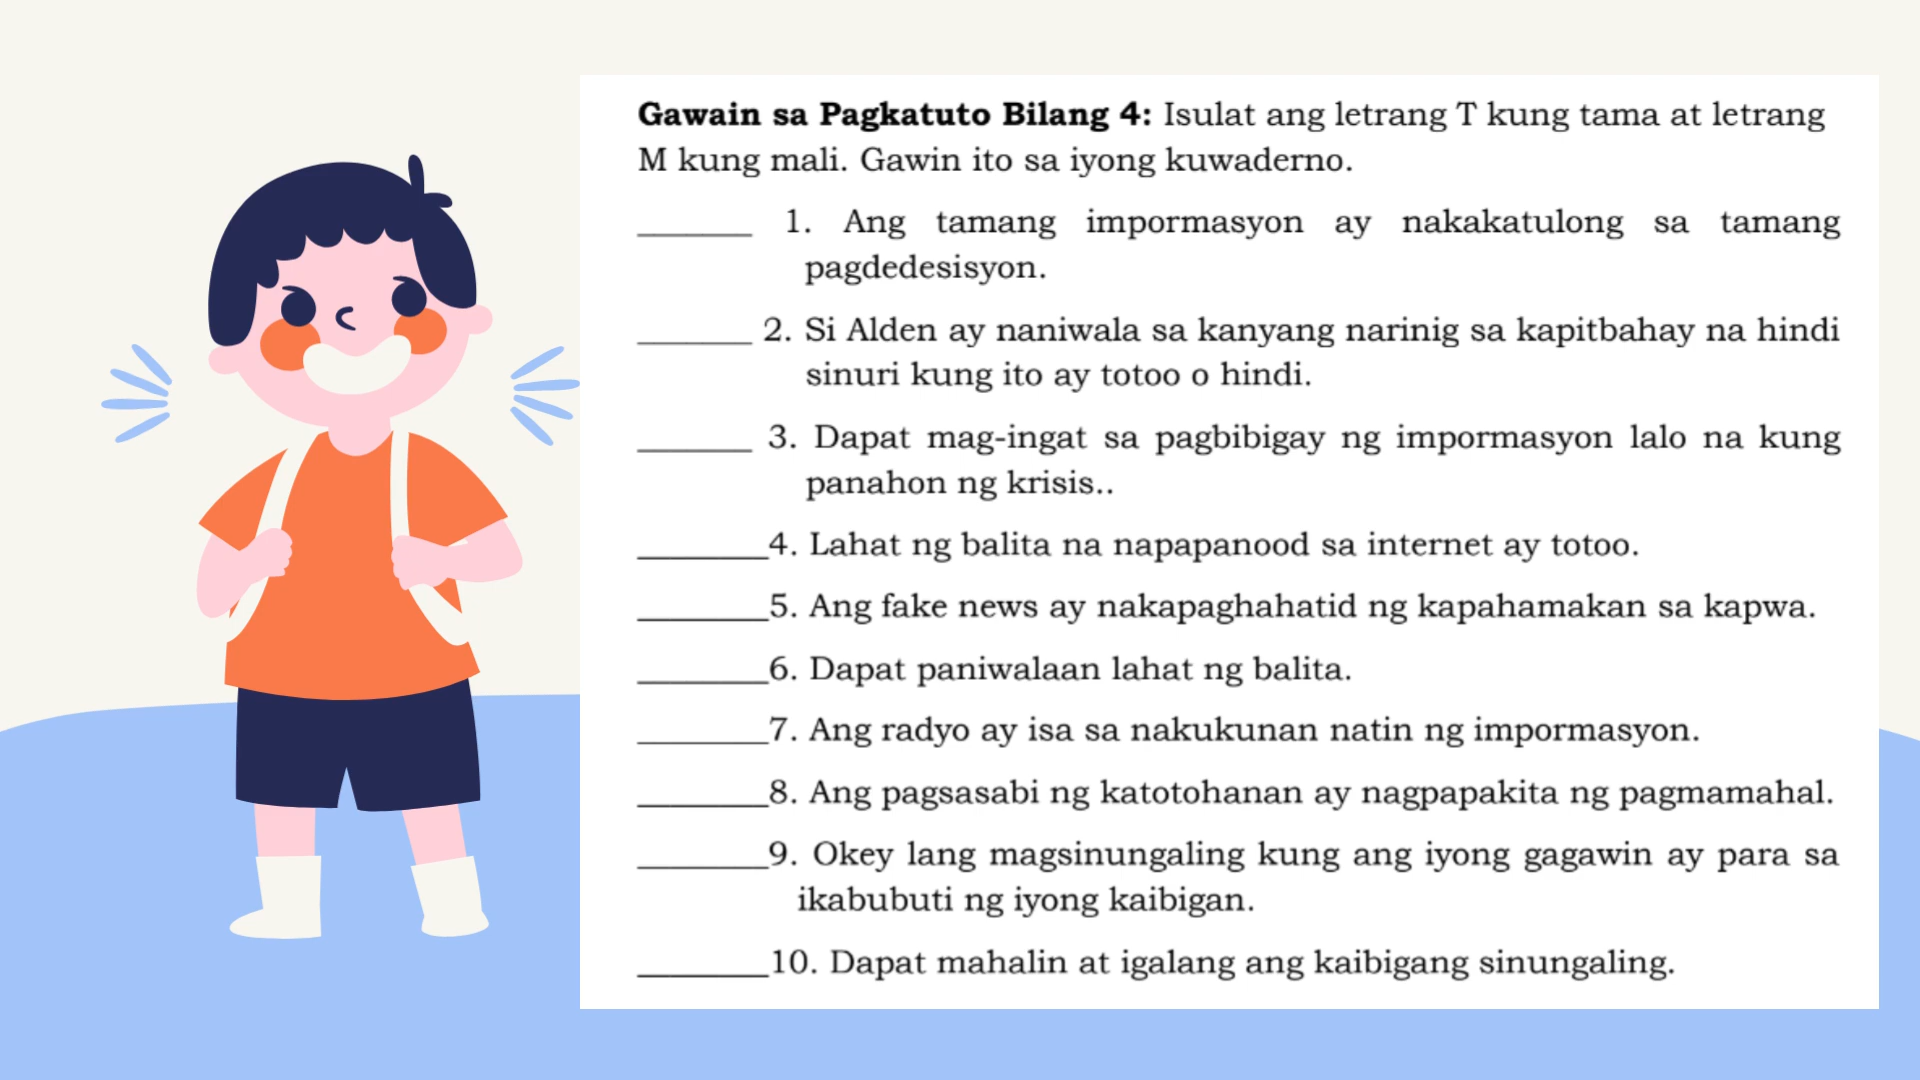 Gawain sa Pagkatuto Bilang 4: Isulat ang letrang T kung tama at letrang
M kung mali. Gawin ito sa iyong kuwaderno.
_______ 1. Ang tamang impormasyon ay nakakatulong sa tamang
pagdedesisyon.
_______ 2. Si Alden ay naniwala sa kanyang narinig sa kapitbahay na hindi
sinuri kung ito ay totoo o hindi.
_______ 3. Dapat mag-ingat sa pagbibigay ng impormasyon lalo na kung
panahon ng krisis..
________4. Lahat ng balita na napapanood sa internet ay totoo.
________5. Ang fake news ay nakapaghahatid ng kapahamakan sa kapwa.
________6. Dapat paniwalaan lahat ng balita.
________7. Ang radyo ay isa sa nakukunan natin ng impormasyon.
________8. Ang pagsasabi ng katotohanan ay nagpapakita ng pagmamahal.
________9. Okey lang magsinungaling kung ang iyong gagawin ay para sa
ikabubuti ng iyong kaibigan.
________10. Dapat mahalin at igalang ang kaibigang sinungaling.